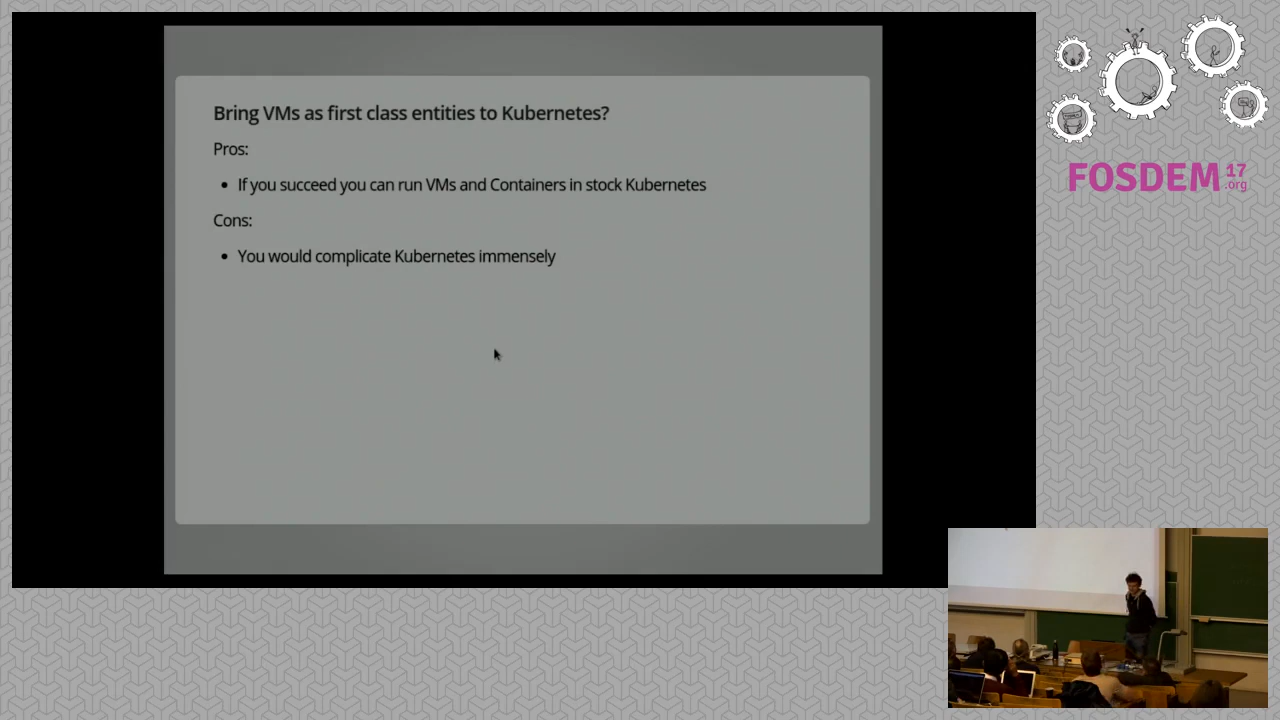 Bring VMs as first class entities to Kubernetes?
Pros:
• If you succeed you can run VMs and Containers in stock Kubernetes
Cons:
• You would complicate Kubernetes immensely
FOSDEM 17
.org